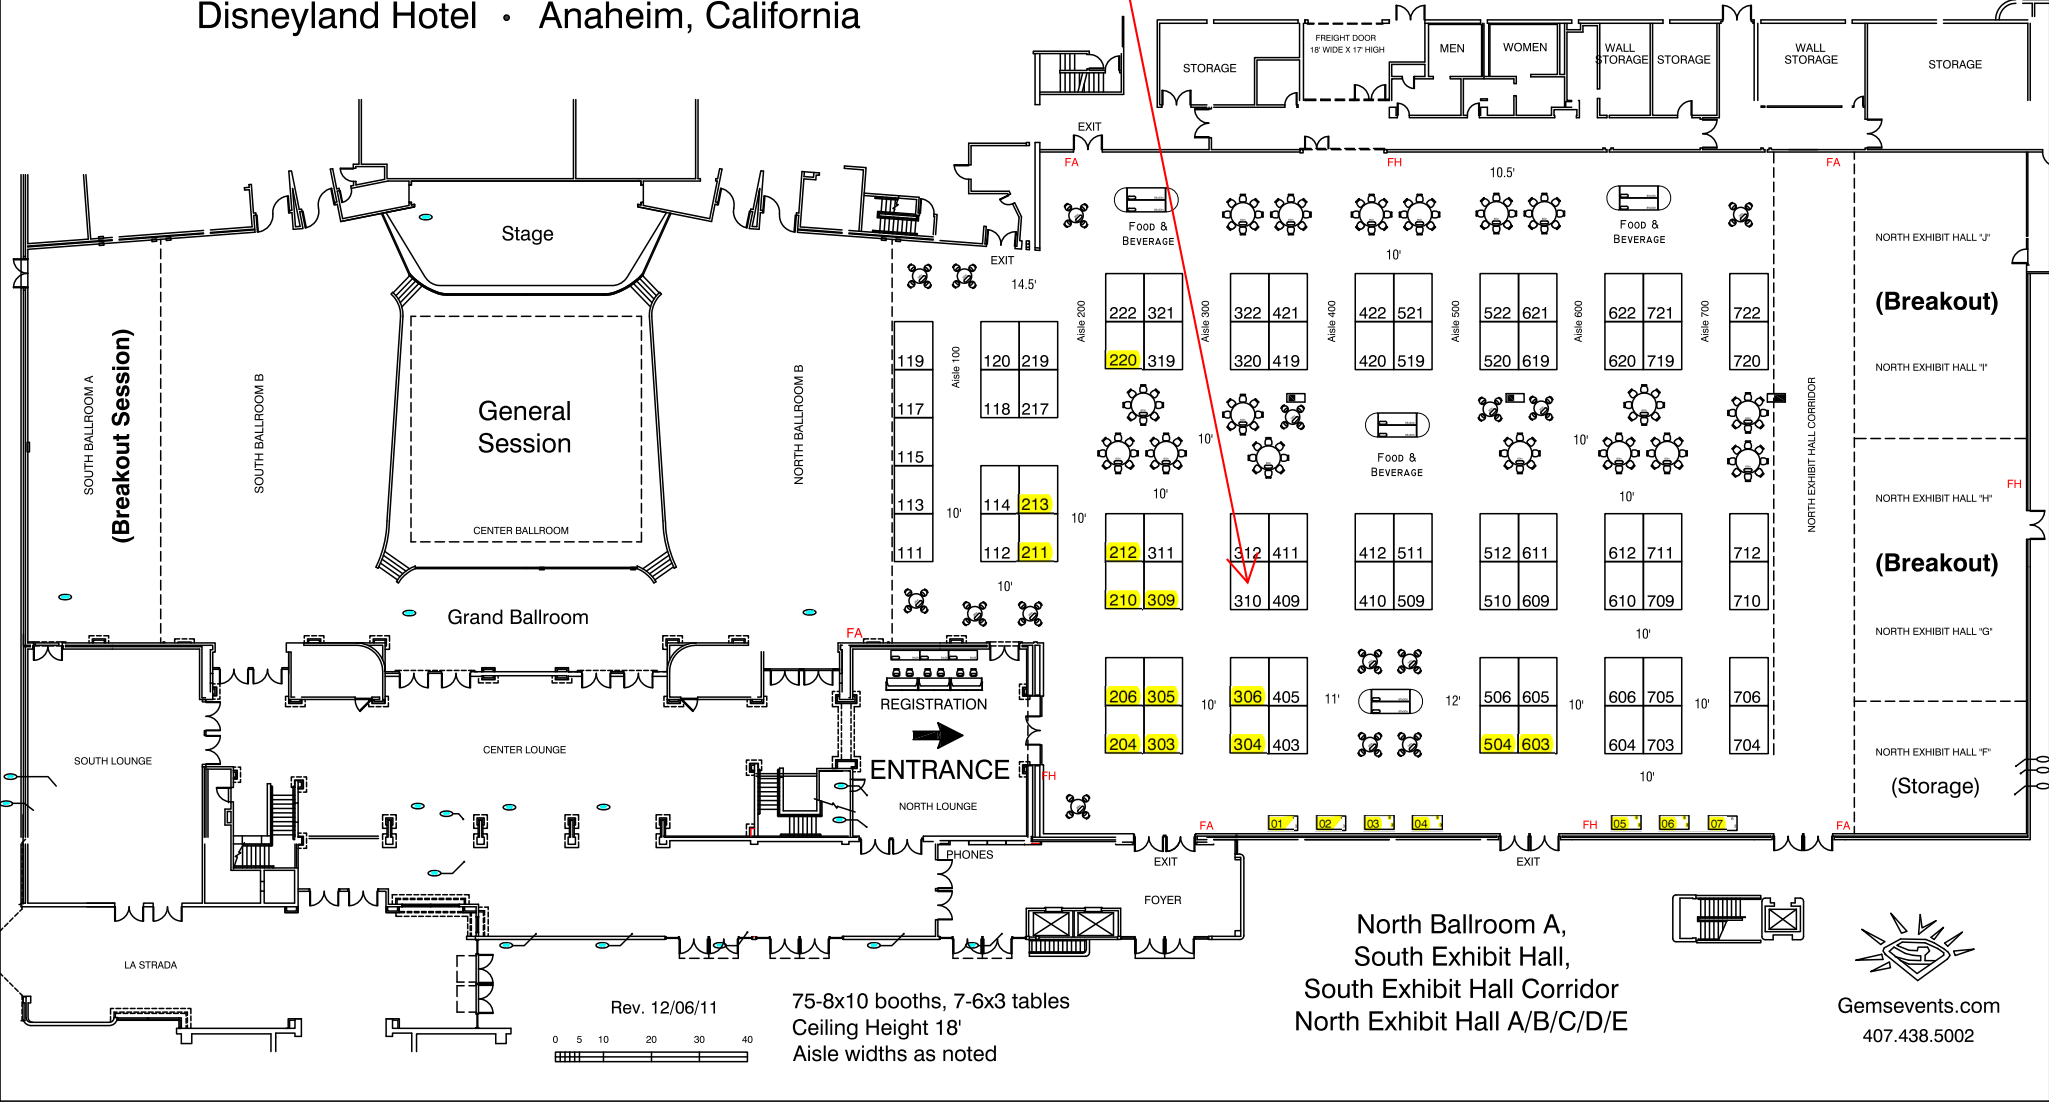 Disneyland Hotel • Anaheim, California
FREIGHT DOOR
18' WIDE X 17' HIGH
STORAGE
MEN
WOMEN
WALL
STORAGE
STORAGE
WALL
STORAGE
STORAGE
EXIT
FA
FH
10.5'
FA
Stage
FOOD &
BEVERAGE
FOOD &
BEVERAGE
NORTH EXHIBIT HALL "J"
EXIT
10'
14.5'
(Breakout)
Aisle 100
Aisle 200
Aisle 300
Aisle 400
Aisle 500
Aisle 600
Aisle 700
222 321
322 421
422 521
522 621
622 721
722
220 319
320 419
420 519
520 619
620 719
720
119
120 219
117
118 217
NORTH EXHIBIT HALL "I"
SOUTH BALLROOM A
(Breakout Session)
SOUTH BALLROOM B
General
Session
CENTER BALLROOM
NORTH BALLROOM B
NORTH EXHIBIT HALL CORRIDOR
10'
10'
FOOD &
BEVERAGE
115
10'
10'
FH
NORTH EXHIBIT HALL "H"
113
10'
114 213
10'
111
112 211
212 311
312 411
412 511
512 611
612 711
712
(Breakout)
10'
210 309
310 409
410 509
510 609
610 709
710
Grand Ballroom
FA
10'
NORTH EXHIBIT HALL "G"
REGISTRATION
206 305
10'
306 405
11'
12'
506 605
10'
606 705
10'
706
204 303
304 403
504 603
604 703
704
CENTER LOUNGE
SOUTH LOUNGE
ENTRANCE
FH
NORTH LOUNGE
10'
NORTH EXHIBIT HALL "F"
(Storage)
FA
01
02
03
04
FH
05
06
07
FA
PHONES
EXIT
EXIT
FOYER
LA STRADA
North Ballroom A,
South Exhibit Hall,
South Exhibit Hall Corridor
North Exhibit Hall A/B/C/D/E
Rev. 12/06/11
0 5 10 20 30 40
75-8x10 booths, 7-6x3 tables
Ceiling Height 18'
Aisle widths as noted
Gemsevents.com
407.438.5002